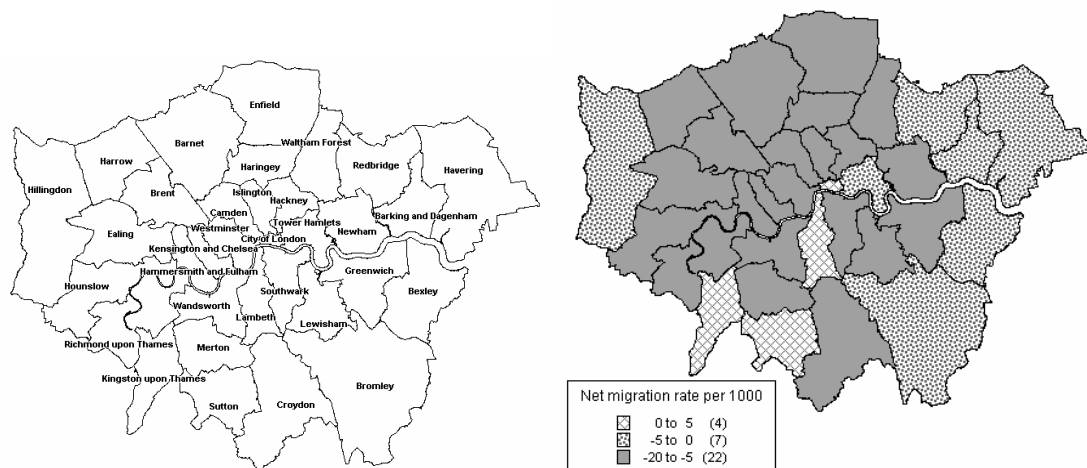 Enfield
Barnet
Waltham Forest
Harrow
Haringey
Redbridge
Havering
Hillingdon
Brent
Islington
Hackney
Camden
Barking and Dagenham
Westminster
Tower Hamlets
Newham
Ealing
City of London
Kensington and Chelsea
Hammersmith and Fulham
Greenwich
Hounslow
Southwark
Bexley
Wandsworth
Lambeth
Lewisham
Richmond upon Thames
Merton
Kingston upon Thames
Bromley
Sutton
Croydon
Net migration rate per 1000
0 to 5 (4)
-5 to 0 (7)
-20 to -5 (22)